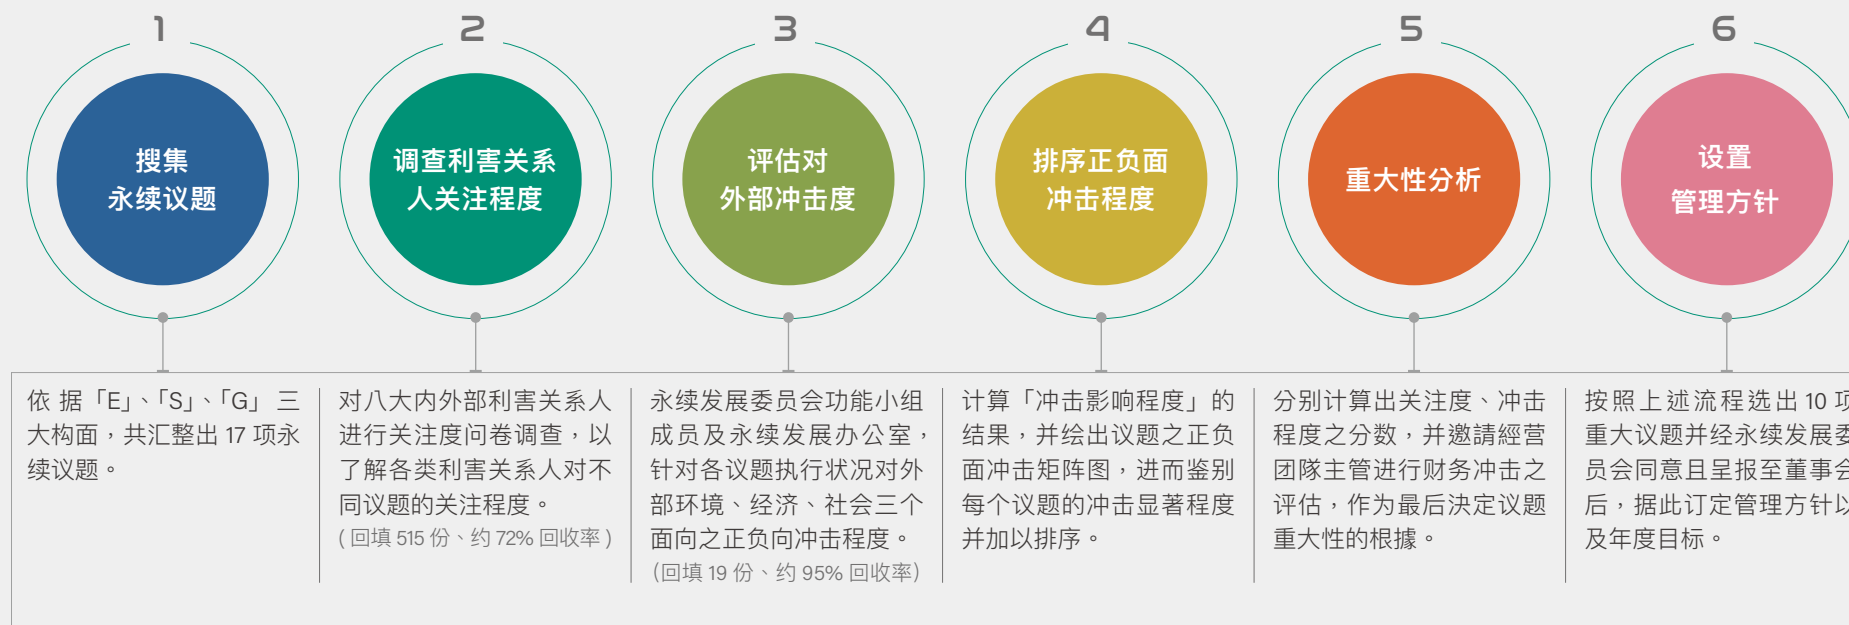 1
搜集
永续议题
依 据「E」、「S」、「G」 三
大构面，共汇整出 17 项永
续议题。
2
调查利害关系
人关注程度
对八大内外部利害关系人
进行关注度问卷调查，以
了解各类利害关系人对不
同议题的关注程度。
( 回填 515 份、约 72% 回收率 )
3
评估对
外部冲击度
永续发展委员会功能小组
成员及永续发展办公室，
针对各议题执行状况对外
部环境、经济、社会三个
面向之正负向冲击程度。
（回填 19 份、约 95% 回收率）
4
排序正负面
冲击程度
计算「冲击影响程度」的
结果，并绘出议题之正负
面冲击矩阵图，进而鉴别
每个议题的冲击显著程度
并加以排序。
5
重大性分析
分别计算出关注度、冲击
程度之分数，并邀請經营
团隊主管进行财务冲击之
评估，作为最后決定议题
重大性的根據。
6
设置
管理方针
按照上述流程选出 10 项
重大议题并经永续发展委
员会同意且呈报至董事会
后，据此订定管理方针以
及年度目标。